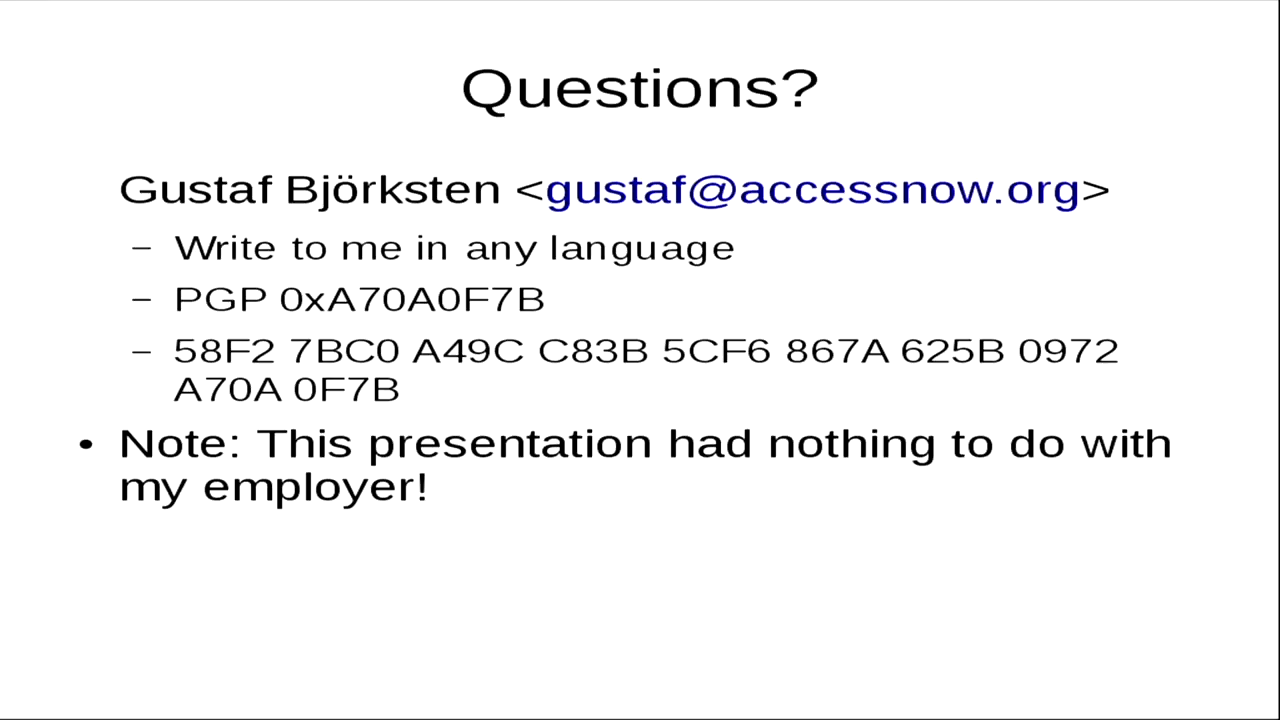 Questions?
Gustaf Björksten <gustaf@accessnow.org>
– Write to me in any language
– PGP 0xA70A0F7B
– 58F2 7BC0 A49C C83B 5CF6 867A 625B 0972
A70A 0F7B
• Note: This presentation had nothing to do with
my employer!